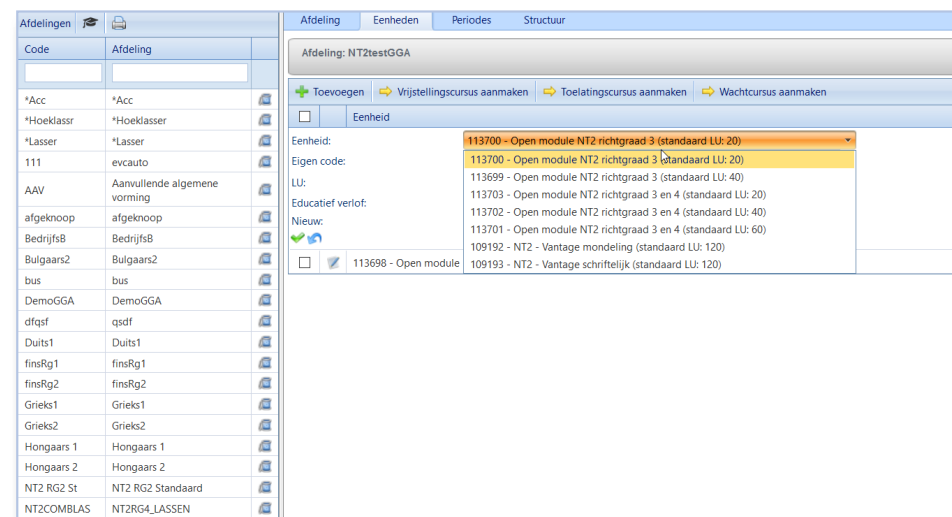 Afdelingen
Code Afdeling
*Acc *Acc
*Hoeklassr *Hoeklasser
*Lasser *Lasser
111 evcauto
AAV Aanvullende algemene
vorming
afgeknoop afgeknoop
BedrijfsB BedrijfsB
Bulgaars2 Bulgaars2
bus bus
DemoGGA DemoGGA
dfqsf qsdf
Duits1 Duits1
finsRg1 finsRg1
finsRg2 finsRg2
Grieks1 Grieks1
Grieks2 Grieks2
Hongaars 1 Hongaars 1
Hongaars 2 Hongaars 2
NT2 RG2 St NT2 RG2 Standaard
NT2COMBLAS NT2RG4_LASSEN
Afdeling Eenheden Periodes Structuur
Afdeling: NT2testGGA
Toevoegen Vrijstellingscursus aanmaken Toelatingscursus aanmaken Wachtcursus aanmaken
Eenheid
Eenheid: 113700 - Open module NT2 richtgraad 3 (standaard LU: 20)
Eigen code:
LU:
Educatief verlof:
Nieuw:
113700 - Open module NT2 richtgraad 3 (standaard LU: 20)
113699 - Open module NT2 richtgraad 3 (standaard LU: 40)
113703 - Open module NT2 richtgraad 3 en 4 (standaard LU: 20)
113702 - Open module NT2 richtgraad 3 en 4 (standaard LU: 40)
113701 - Open module NT2 richtgraad 3 en 4 (standaard LU: 60)
109192 - NT2 - Vantage mondeling (standaard LU: 120)
109193 - NT2 - Vantage schriftelijk (standaard LU: 120)
113698 - Open module